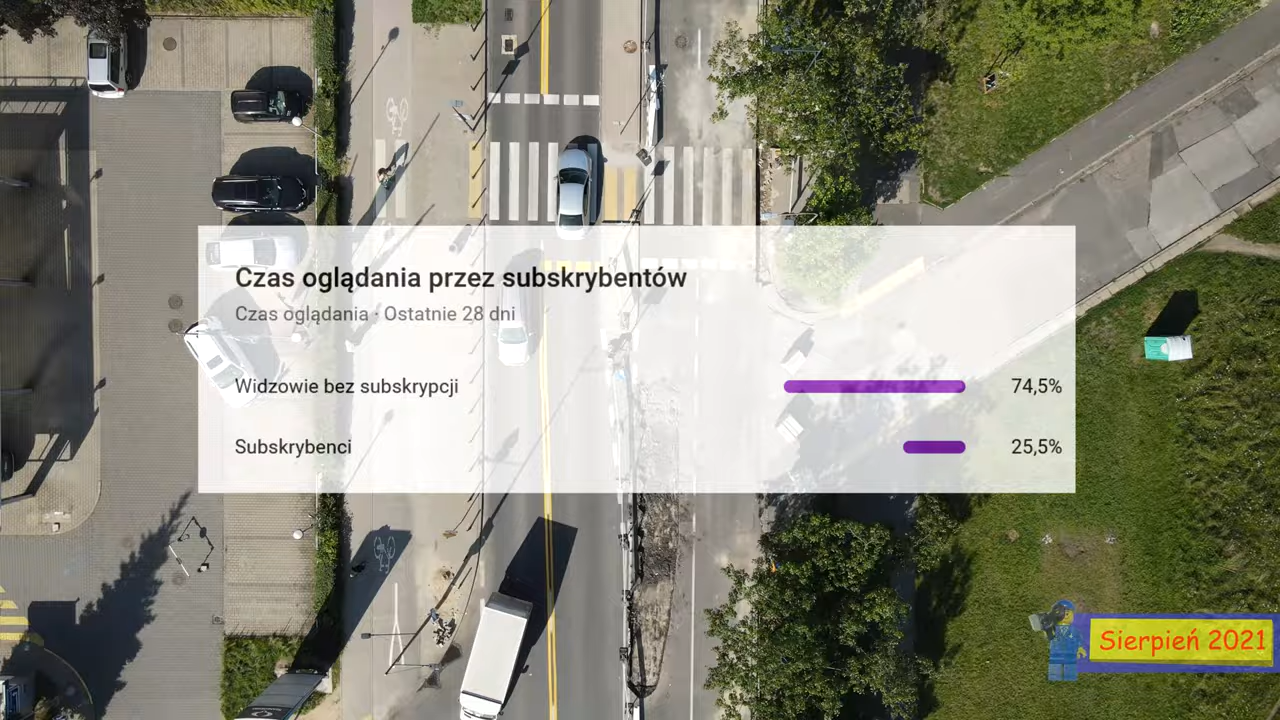 Czas oglądania przez subskrybentów
Czas oglądania · Ostatnie 28 dni
Widzowie bez subskrypcji 74,5%
Subskrybenci 25,5%
Sierpień 2021